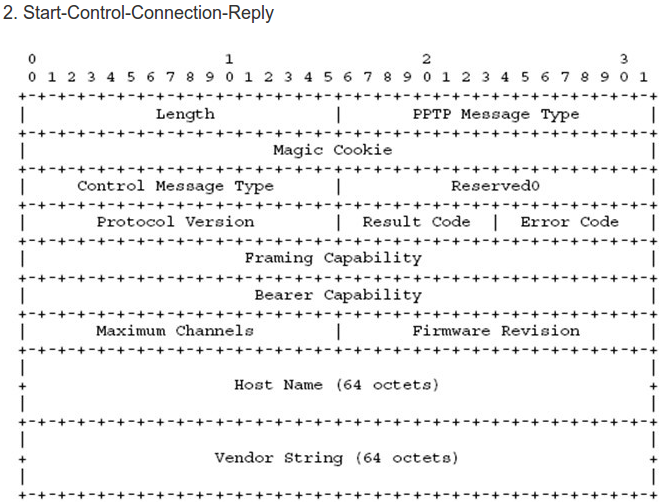 2. Start-Control-Connection-Reply
0                   1                   2                   3
0 1 2 3 4 5 6 7 8 9 0 1 2 3 4 5 6 7 8 9 0 1 2 3 4 5 6 7 8 9 0 1
+-+-+-+-+-+-+-+-+-+-+-+-+-+-+-+-+-+-+-+-+-+-+-+-+-+-+-+-+-+-+-+-+
|             Length            |       PPTP Message Type       |
+-+-+-+-+-+-+-+-+-+-+-+-+-+-+-+-+-+-+-+-+-+-+-+-+-+-+-+-+-+-+-+-+
|                         Magic Cookie                          |
+-+-+-+-+-+-+-+-+-+-+-+-+-+-+-+-+-+-+-+-+-+-+-+-+-+-+-+-+-+-+-+-+
|     Control Message Type      |           Reserved0           |
+-+-+-+-+-+-+-+-+-+-+-+-+-+-+-+-+-+-+-+-+-+-+-+-+-+-+-+-+-+-+-+-+
|       Protocol Version        |  Result Code  |  Error Code   |
+-+-+-+-+-+-+-+-+-+-+-+-+-+-+-+-+-+-+-+-+-+-+-+-+-+-+-+-+-+-+-+-+
|                      Framing Capability                       |
+-+-+-+-+-+-+-+-+-+-+-+-+-+-+-+-+-+-+-+-+-+-+-+-+-+-+-+-+-+-+-+-+
|                       Bearer Capability                       |
+-+-+-+-+-+-+-+-+-+-+-+-+-+-+-+-+-+-+-+-+-+-+-+-+-+-+-+-+-+-+-+-+
|       Maximum Channels        |       Firmware Revision       |
+-+-+-+-+-+-+-+-+-+-+-+-+-+-+-+-+-+-+-+-+-+-+-+-+-+-+-+-+-+-+-+-+
|                                                               |
+                     Host Name (64 octets)                     +
|                                                               |
+-+-+-+-+-+-+-+-+-+-+-+-+-+-+-+-+-+-+-+-+-+-+-+-+-+-+-+-+-+-+-+-+
|                                                               |
+                   Vendor String (64 octets)                   +
|                                                               |
+-+-+-+-+-+-+-+-+-+-+-+-+-+-+-+-+-+-+-+-+-+-+-+-+-+-+-+-+-+-+-+-+